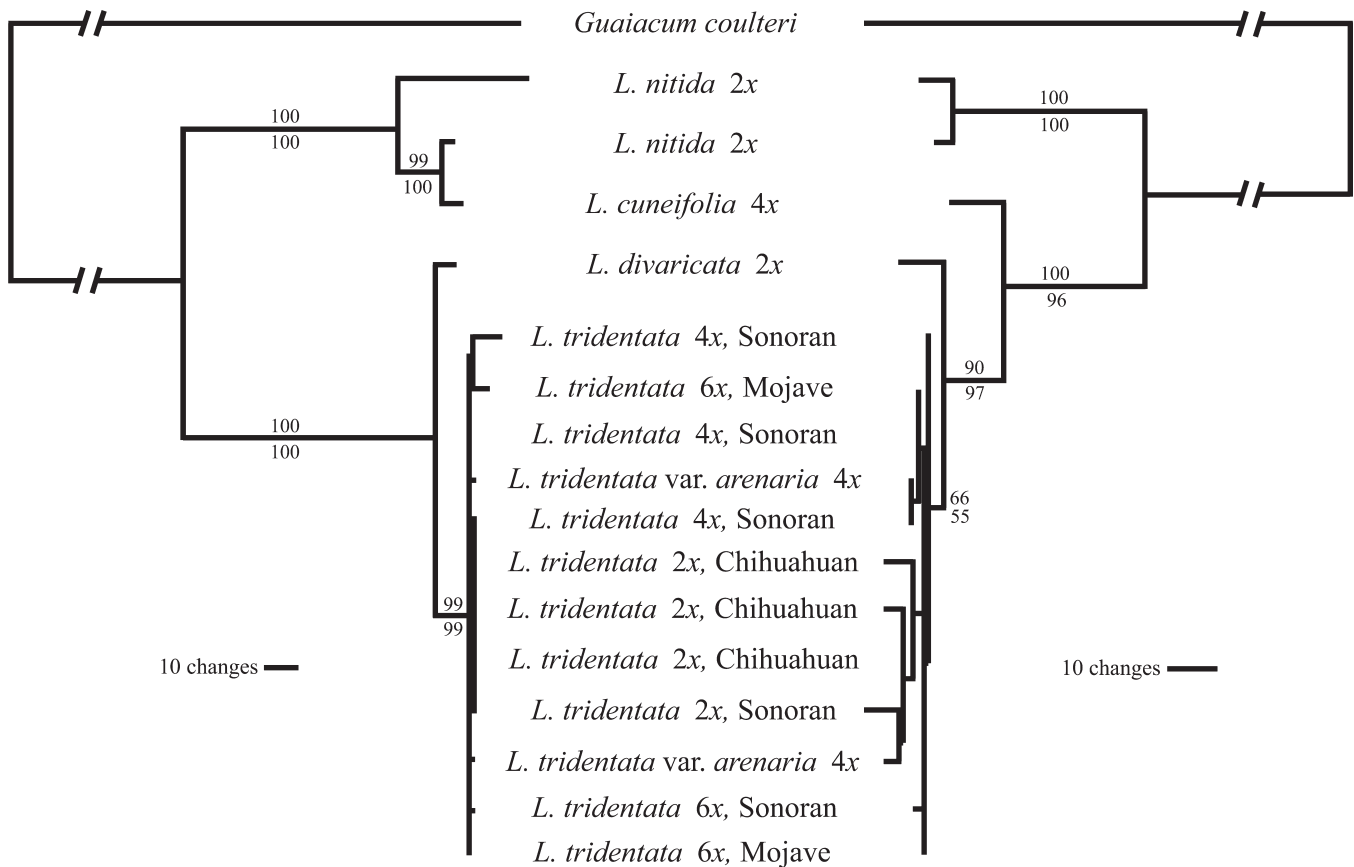 Guaiacum coulteri
L. nitida 2x
100
100
100
100
L. nitida 2x
99
100
L. cuneifolia 4x
L. divaricata 2x
100
96
L. tridentata 4x, Sonoran
L. tridentata 6x, Mojave
90
97
L. tridentata 4x, Sonoran
100
100
L. tridentata var. arenaria 4x
66
55
L. tridentata 4x, Sonoran
L. tridentata 2x, Chihuahuan
L. tridentata 2x, Chihuahuan
99
99
L. tridentata 2x, Chihuahuan
10 changes
10 changes
L. tridentata 2x, Sonoran
L. tridentata var. arenaria 4x
L. tridentata 6x, Sonoran
L. tridentata 6x, Mojave